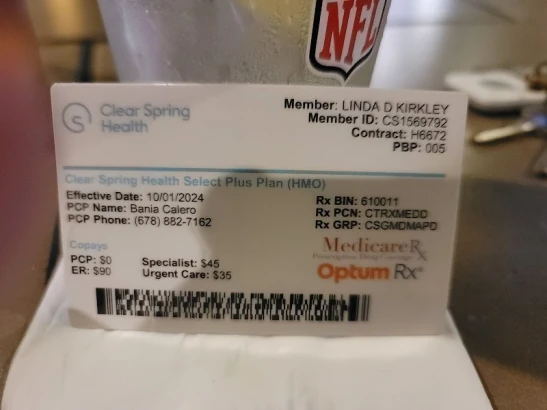 NFL
Clear Spring
Health
Member: LINDA D KIRKLEY
Member ID: CS1569792
Contract: H6672
PBP: 005
Clear Spring Health Select Plus Plan (HMO)
Effective Date: 10/01/2024
PCP Name: Bania Calero
PCP Phone: (678) 882-7162
Rx BIN: 610011
Rx PCN: CTRXMEDD
Rx GRP: CSGMDMAPD
Copays
PCP: $0
ER: $90
Specialist: $45
Urgent Care: $35
MedicareRx
Prescription Drug Coverage
Optum Rx®